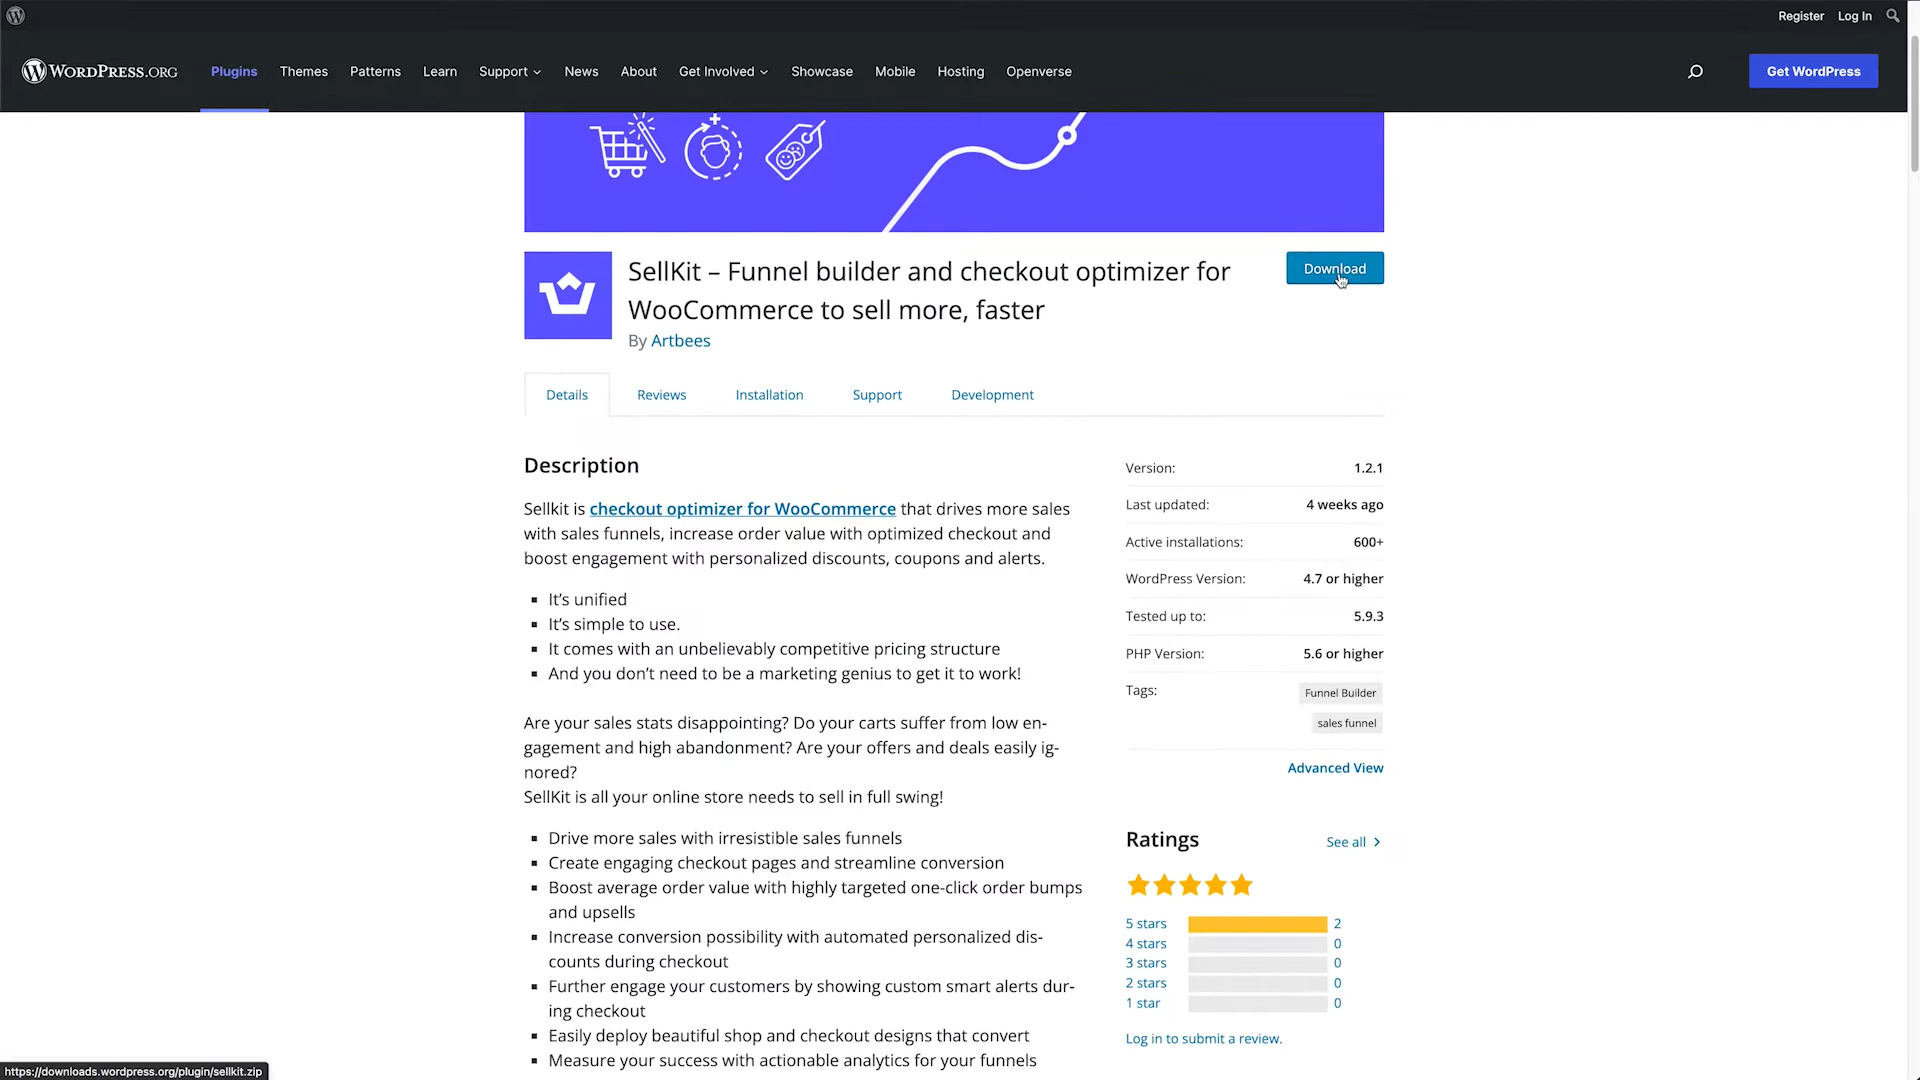 Register Log In
WORDPRESS.ORG Plugins Themes Patterns Learn Support News About Get Involved Showcase Mobile Hosting Openverse Get WordPress
SellKit – Funnel builder and checkout optimizer for
WooCommerce to sell more, faster
By Artbees
Download
Details Reviews Installation Support Development
Description
Sellkit is checkout optimizer for WooCommerce that drives more sales
with sales funnels, increase order value with optimized checkout and
boost engagement with personalized discounts, coupons and alerts.
It’s unified
It’s simple to use.
It comes with an unbelievably competitive pricing structure
And you don’t need to be a marketing genius to get it to work!
Are your sales stats disappointing? Do your carts suffer from low en-
gagement and high abandonment? Are your offers and deals easily ig-
nored?
SellKit is all your online store needs to sell in full swing!
Drive more sales with irresistible sales funnels
Create engaging checkout pages and streamline conversion
Boost average order value with highly targeted one-click order bumps
and upsells
Increase conversion possibility with automated personalized dis-
counts during checkout
Further engage your customers by showing custom smart alerts dur-
ing checkout
Easily deploy beautiful shop and checkout designs that convert
Measure your success with actionable analytics for your funnels
Version: 1.2.1
Last updated: 4 weeks ago
Active installations: 600+
WordPress Version: 4.7 or higher
Tested up to: 5.9.3
PHP Version: 5.6 or higher
Tags: Funnel Builder
sales funnel
Advanced View
Ratings See all
5 stars 2
4 stars 0
3 stars 0
2 stars 0
1 star 0
Log in to submit a review.
https://downloads.wordpress.org/plugin/sellkit.zip